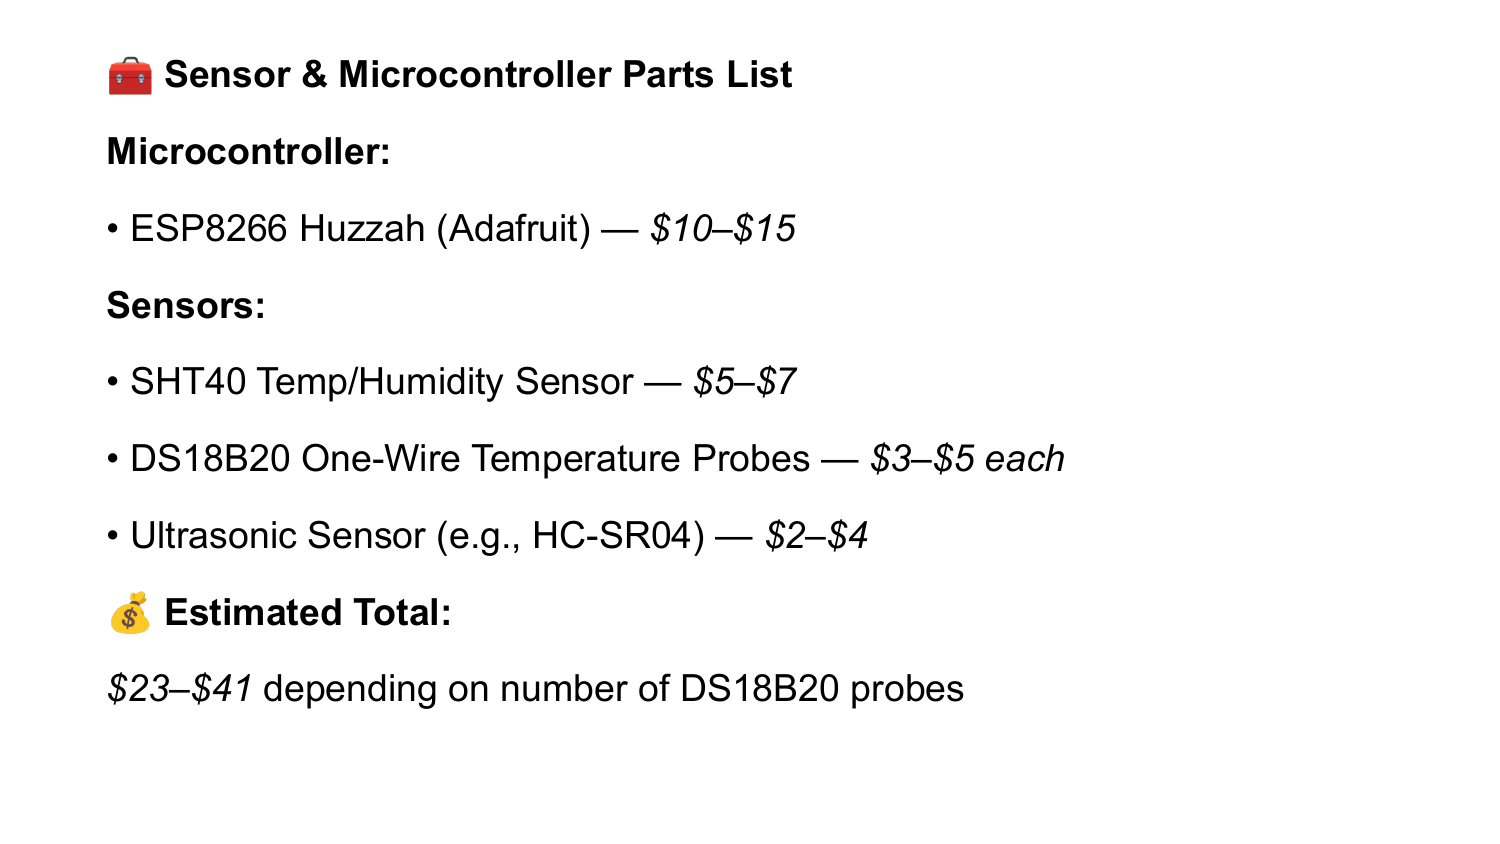 🧰 Sensor & Microcontroller Parts List
Microcontroller:
• ESP8266 Huzzah (Adafruit) — $10–$15
Sensors:
• SHT40 Temp/Humidity Sensor — $5–$7
• DS18B20 One-Wire Temperature Probes — $3–$5 each
• Ultrasonic Sensor (e.g., HC-SR04) — $2–$4
💰 Estimated Total:
$23–$41 depending on number of DS18B20 probes